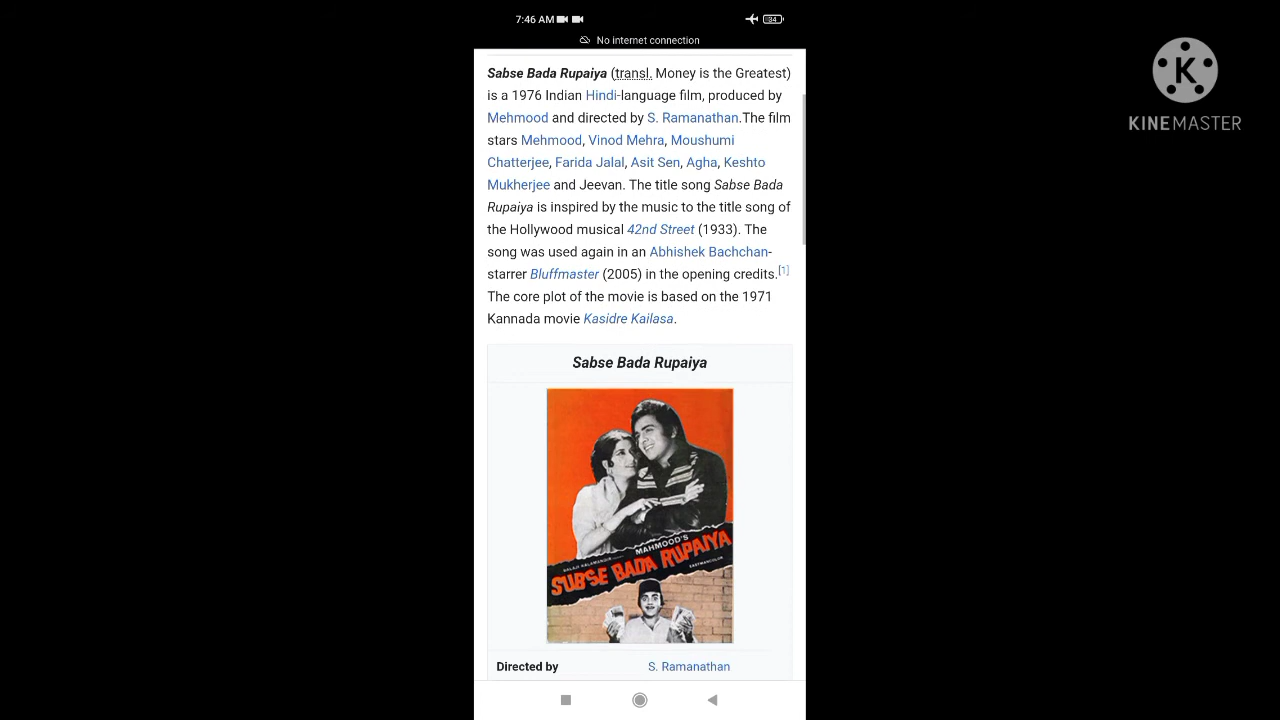 7:46 AM
34
No internet connection
K
KINEMASTER
Sabse Bada Rupaiya (transl. Money is the Greatest)
is a 1976 Indian Hindi-language film, produced by
Mehmood and directed by S. Ramanathan.The film
stars Mehmood, Vinod Mehra, Moushumi
Chatterjee, Farida Jalal, Asit Sen, Agha, Keshto
Mukherjee and Jeevan. The title song Sabse Bada
Rupaiya is inspired by the music to the title song of
the Hollywood musical 42nd Street (1933). The
song was used again in an Abhishek Bachchan-
starrer Bluffmaster (2005) in the opening credits.[1]
The core plot of the movie is based on the 1971
Kannada movie Kasidre Kailasa.
Sabse Bada Rupaiya
BALAJI KALAMANDIR
MAHMOOD'S
SUBSE BADA RUPAIYA
EASTMANCOLOR
Directed by S. Ramanathan